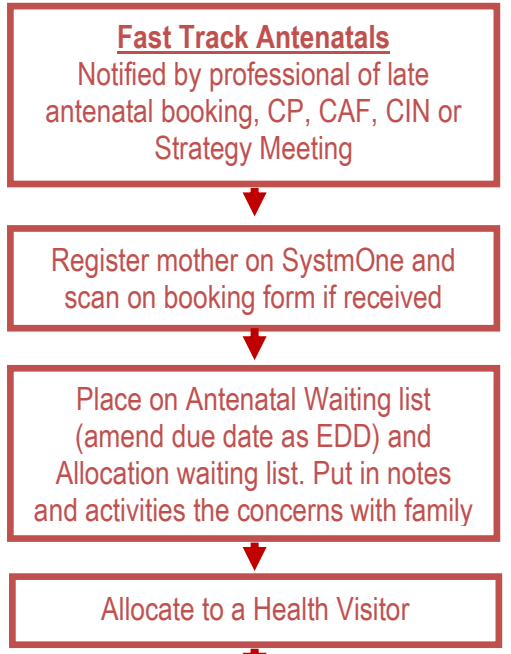 Fast Track Antenatals
Notified by professional of late
antenatal booking, CP, CAF, CIN or
Strategy Meeting
Register mother on SystmOne and
scan on booking form if received
Place on Antenatal Waiting list
(amend due date as EDD) and
Allocation waiting list. Put in notes
and activities the concerns with family
Allocate to a Health Visitor